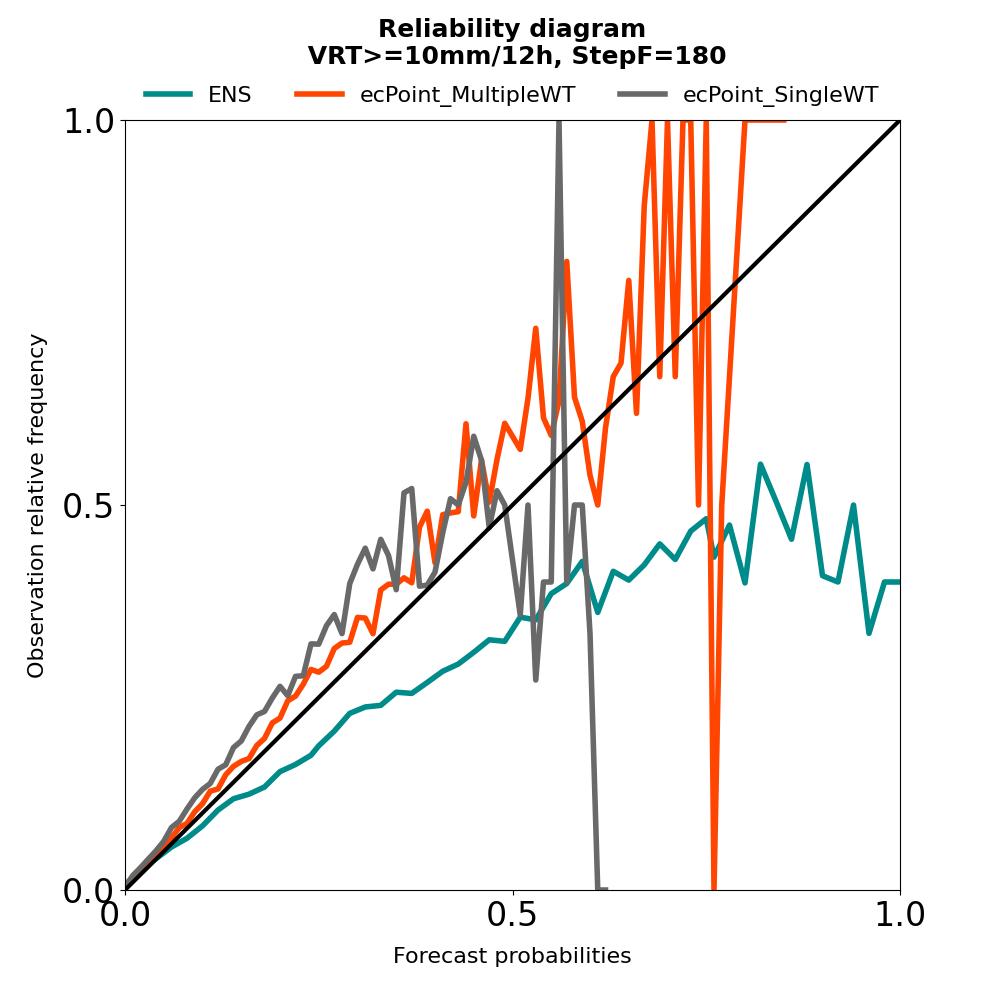 Reliability diagram
VRT>=10mm/12h, StepF=180
ENS ecPoint_MultipleWT ecPoint_SingleWT
1.0
0.5
0.0
Observation relative frequency
0.0 0.5 1.0
Forecast probabilities